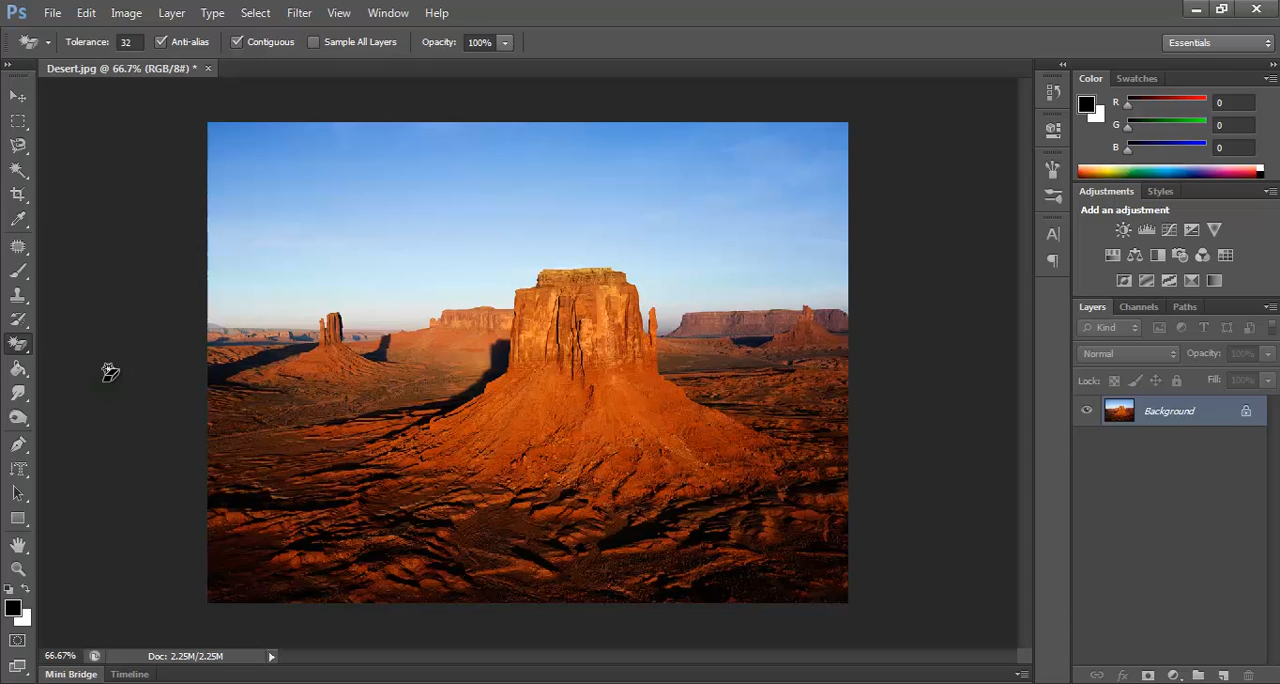 Ps File Edit Image Layer Type Select Filter View Window Help
Tolerance: 32 Anti-alias Contiguous Sample All Layers Opacity: 100% Essentials
Desert.jpg @ 66.7% (RGB/8#) * ×
Color Swatches
R 0
G 0
B 0
Adjustments Styles
Add an adjustment
Layers Channels Paths
Kind
Normal Opacity: 100%
Lock: Fill: 100%
Background
66.67% Doc: 2.25M/2.25M
Mini Bridge Timeline